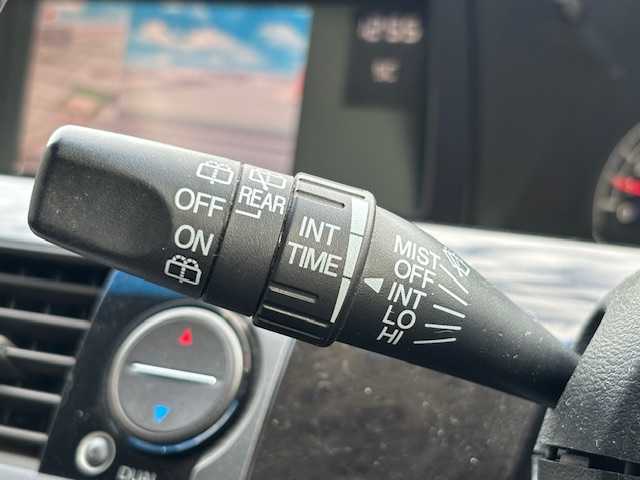 OFF
ON
REAR
INT
TIME
MIST
OFF
INT
LO
HI